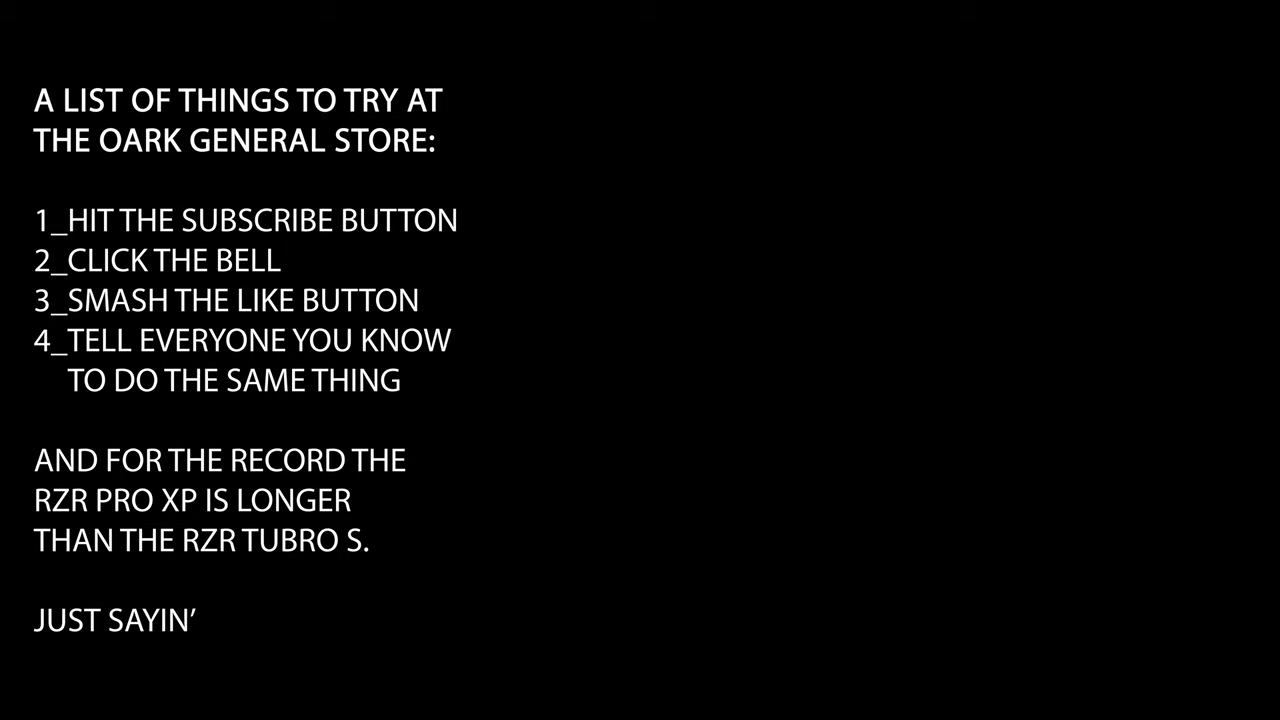 A LIST OF THINGS TO TRY AT
THE OARK GENERAL STORE:
1_HIT THE SUBSCRIBE BUTTON
2_CLICK THE BELL
3_SMASH THE LIKE BUTTON
4_TELL EVERYONE YOU KNOW
TO DO THE SAME THING
AND FOR THE RECORD THE
RZR PRO XP IS LONGER
THAN THE RZR TUBRO S.
JUST SAYIN’